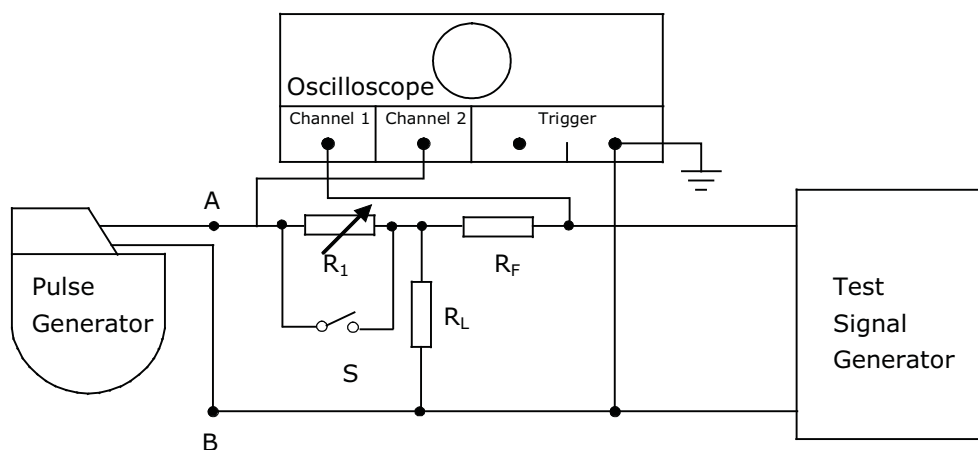 Oscilloscope
Channel 1
Channel 2
Trigger
A
R1
RF
Pulse
Generator
RL
S
B
Test
Signal
Generator